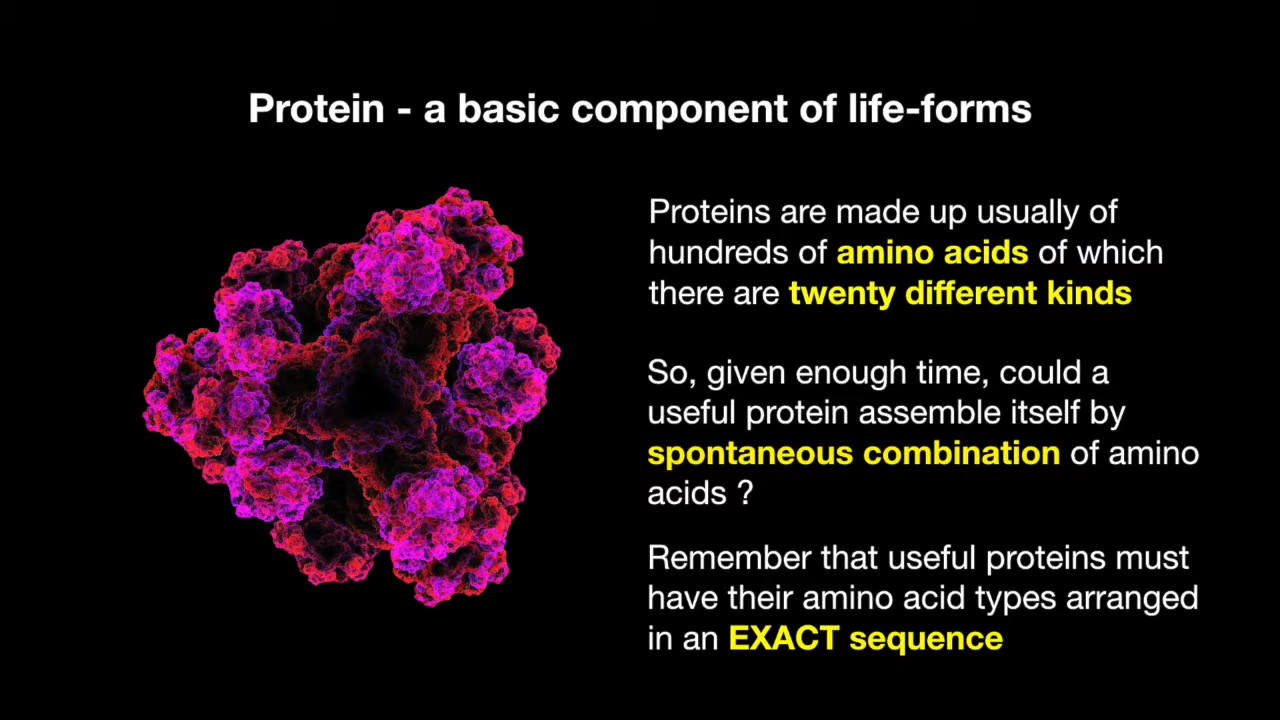 Protein - a basic component of life-forms
Proteins are made up usually of
hundreds of amino acids of which
there are twenty different kinds
So, given enough time, could a
useful protein assemble itself by
spontaneous combination of amino
acids ?
Remember that useful proteins must
have their amino acid types arranged
in an EXACT sequence